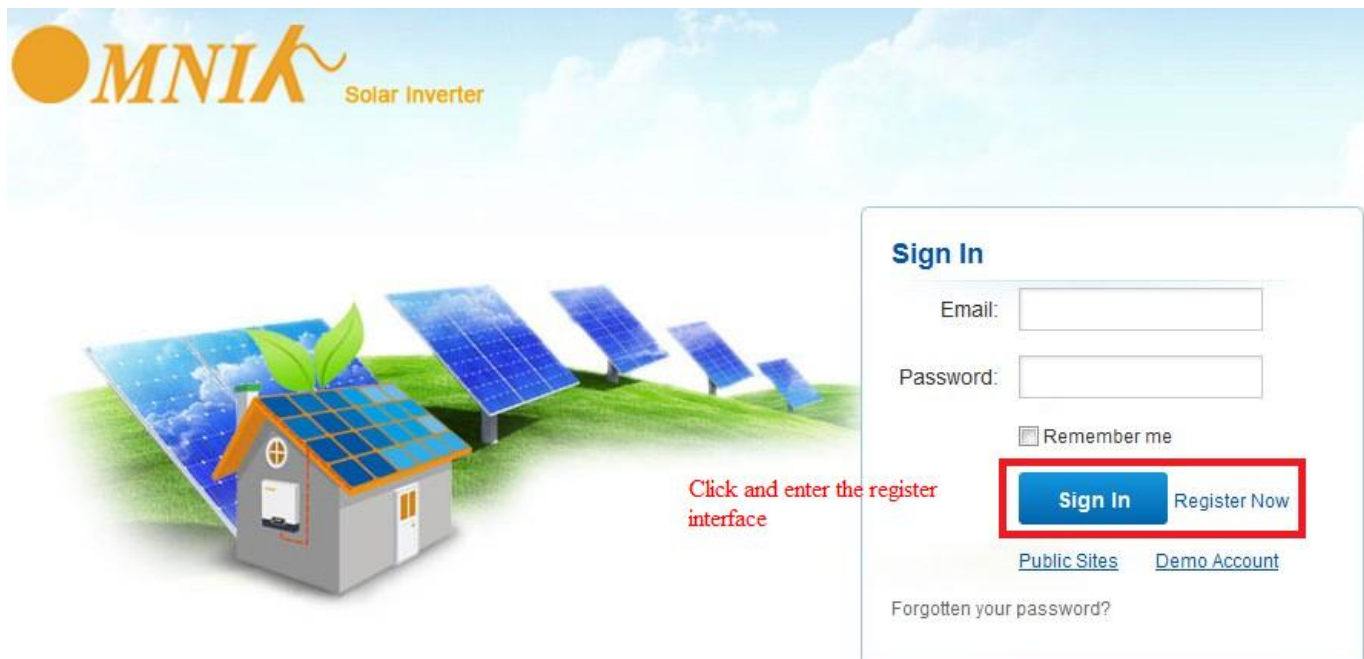 OMNIK
Solar Inverter
Sign In
Email:
Password:
Remember me
Click and enter the register
interface
Sign In Register Now
Public Sites Demo Account
Forgotten your password?